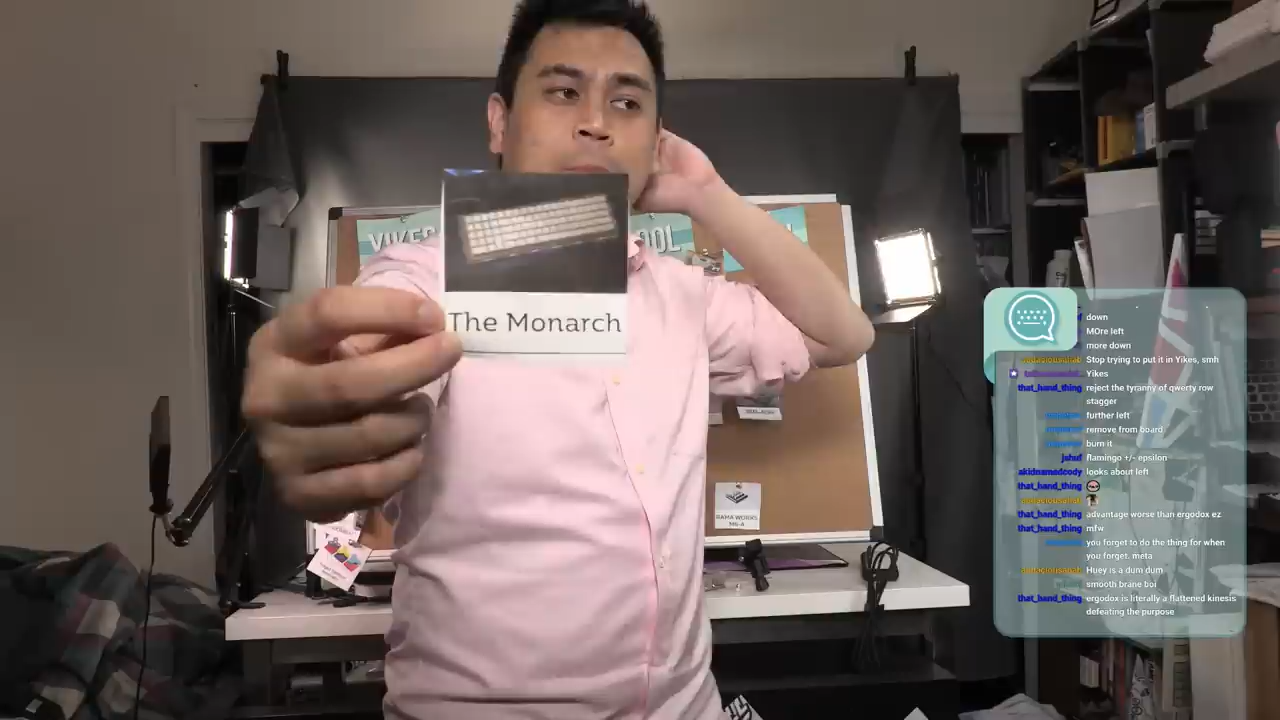 VIKES
OOL
The Monarch
RAMA WORKS
M6-A
down
MOre left
more down
Stop trying to put it in Yikes, smh
Yikes
that_hand_thing reject the tyranny of qwerty row
stagger
further left
remove from board
burn it
jshuf flamingo +/- epsilon
akidnamedcody looks about left
that_hand_thing
that_hand_thing advantage worse than ergodox ez
that_hand_thing mfw
you forget to do the thing for when
you forget. meta
Huey is a dum dum
smooth brane boi
that_hand_thing ergodox is literally a flattened kinesis
defeating the purpose